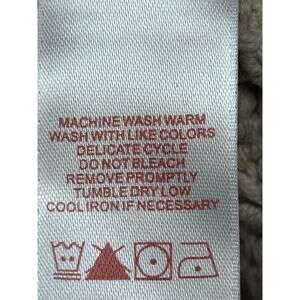 MACHINE WASH WARM
WASH WITH LIKE COLORS
DELICATE CYCLE
DO NOT BLEACH
REMOVE PROMPTLY
TUMBLE DRY LOW
COOL IRON IF NECESSARY